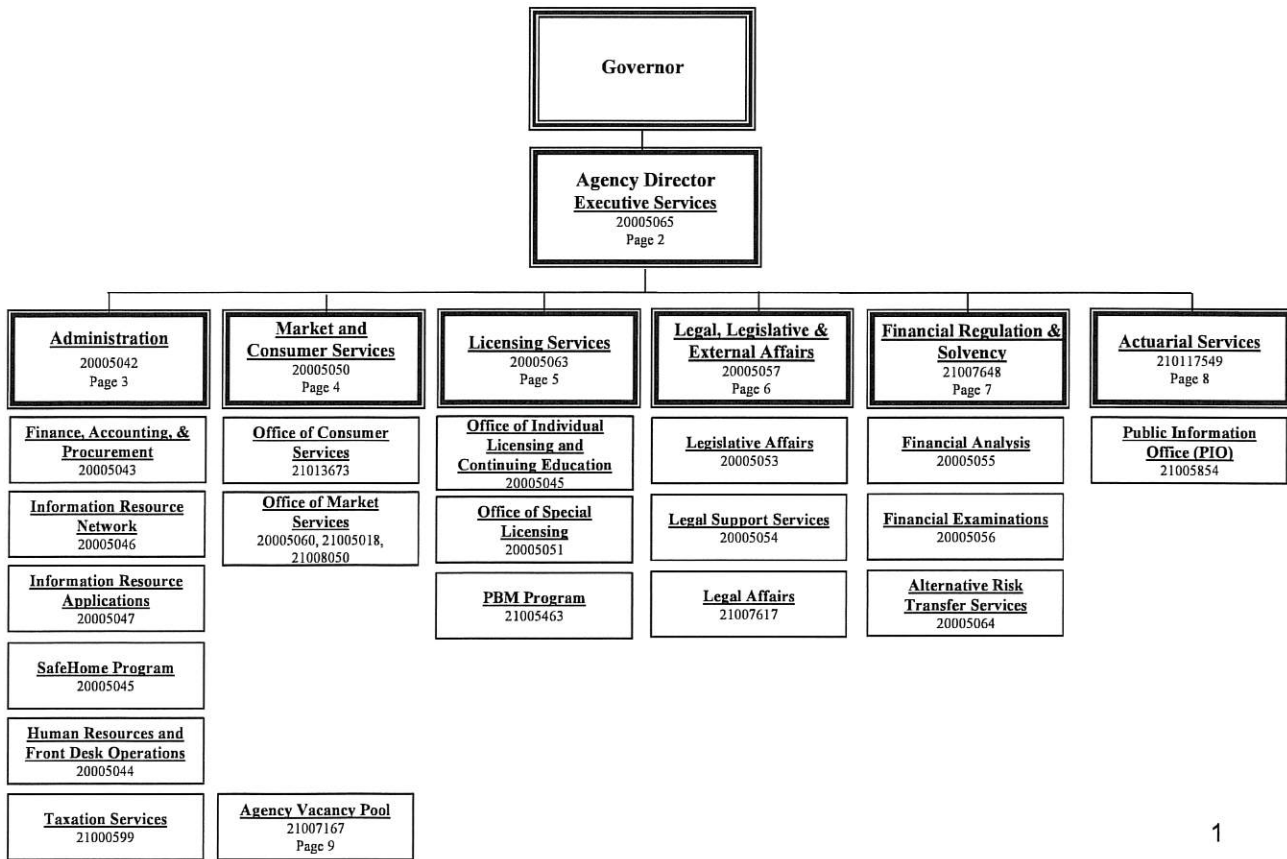 Governor
Agency Director
Executive Services
20005065
Page 2
Administration
20005042
Page 3
Market and
Consumer Services
20005050
Page 4
Licensing Services
20005063
Page 5
Legal, Legislative &
External Affairs
20005057
Page 6
Financial Regulation &
Solvency
21007648
Page 7
Actuarial Services
210117549
Page 8
Finance, Accounting, &
Procurement
20005043
Information Resource
Network
20005046
Information Resource
Applications
20005047
SafeHome Program
20005045
Human Resources and
Front Desk Operations
20005044
Taxation Services
21000599
Office of Consumer
Services
21013673
Office of Market
Services
20005060, 21005018,
21008050
Agency Vacancy Pool
21007167
Page 9
Office of Individual
Licensing and
Continuing Education
20005045
Office of Special
Licensing
20005051
PBM Program
21005463
Legislative Affairs
20005053
Legal Support Services
20005054
Legal Affairs
21007617
Financial Analysis
20005055
Financial Examinations
20005056
Alternative Risk
Transfer Services
20005064
Public Information
Office (PIO)
21005854
1